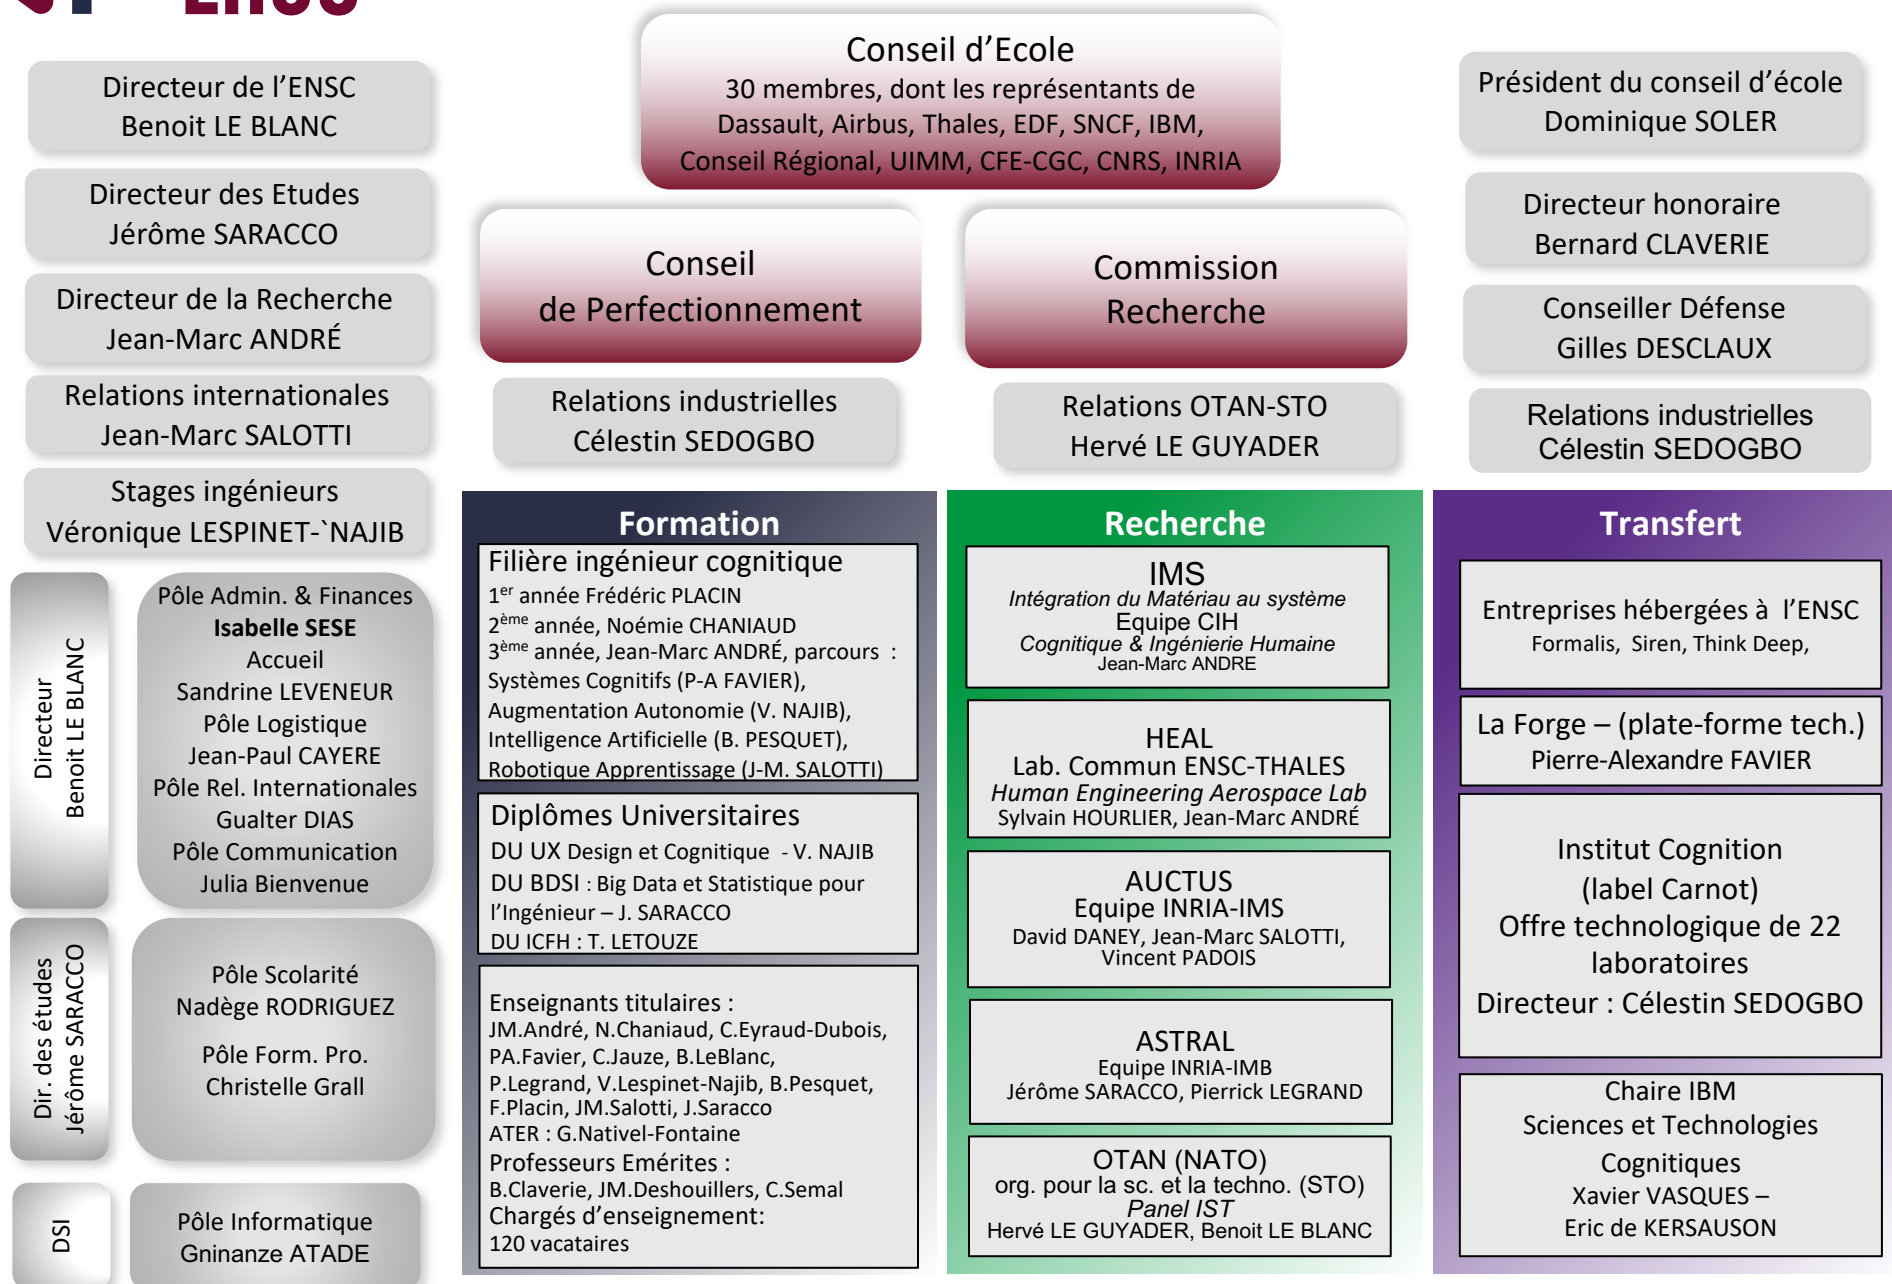 Directeur de l'ENSC
Benoit LE BLANC
Directeur des Etudes
Jérôme SARACCO
Directeur de la Recherche
Jean-Marc ANDRÉ
Relations internationales
Jean-Marc SALOTTI
Stages ingénieurs
Véronique LESPINET-`NAJIB
Conseil d'Ecole
30 membres, dont les représentants de
Dassault, Airbus, Thales, EDF, SNCF, IBM,
Conseil Régional, UIMM, CFE-CGC, CNRS, INRIA
Conseil
de Perfectionnement
Commission
Recherche
Relations industrielles
Célestin SEDOGBO
Relations OTAN-STO
Hervé LE GUYADER
Président du conseil d'école
Dominique SOLER
Directeur honoraire
Bernard CLAVERIE
Conseiller Défense
Gilles DESCLAUX
Relations industrielles
Célestin SEDOGBO
Directeur
Benoit LE BLANC
Pôle Admin. & Finances
Isabelle SESE
Accueil
Sandrine LEVENEUR
Pôle Logistique
Jean-Paul CAYERE
Pôle Rel. Internationales
Gualter DIAS
Pôle Communication
Julia Bienvenue
Dir. des études
Jérôme SARACCO
Pôle Scolarité
Nadège RODRIGUEZ
Pôle Form. Pro.
Christelle Grall
DSI
Pôle Informatique
Gninanze ATADE
Formation
Filière ingénieur cognitique
1er année Frédéric PLACIN
2ème année, Noémie CHANIAUD
3ème année, Jean-Marc ANDRÉ, parcours :
Systèmes Cognitifs (P-A FAVIER),
Augmentation Autonomie (V. NAJIB),
Intelligence Artificielle (B. PESQUET),
Robotique Apprentissage (J-M. SALOTTI)
Diplômes Universitaires
DU UX Design et Cognitique - V. NAJIB
DU BDSI : Big Data et Statistique pour
l'Ingénieur – J. SARACCO
DU ICFH : T. LETOUZE
Enseignants titulaires :
JM.André, N.Chaniaud, C.Eyraud-Dubois,
PA.Favier, C.Jauze, B.LeBlanc,
P.Legrand, V.Lespinet-Najib, B.Pesquet,
F.Placin, JM.Salotti, J.Saracco
ATER : G.Nativel-Fontaine
Professeurs Emérites :
B.Claverie, JM.Deshouillers, C.Semal
Chargés d'enseignement:
120 vacataires
Recherche
IMS
Intégration du Matériau au système
Equipe CIH
Cognitique & Ingénierie Humaine
Jean-Marc ANDRE
HEAL
Lab. Commun ENSC-THALES
Human Engineering Aerospace Lab
Sylvain HOURLIER, Jean-Marc ANDRÉ
AUCTUS
Equipe INRIA-IMS
David DANEY, Jean-Marc SALOTTI,
Vincent PADOIS
ASTRAL
Equipe INRIA-IMB
Jérôme SARACCO, Pierrick LEGRAND
OTAN (NATO)
org. pour la sc. et la techno. (STO)
Panel IST
Hervé LE GUYADER, Benoit LE BLANC
Transfert
Entreprises hébergées à l'ENSC
Formalis, Siren, Think Deep,
La Forge – (plate-forme tech.)
Pierre-Alexandre FAVIER
Institut Cognition
(label Carnot)
Offre technologique de 22
laboratoires
Directeur : Célestin SEDOGBO
Chaire IBM
Sciences et Technologies
Cognitiques
Xavier VASQUES –
Eric de KERSAUSON